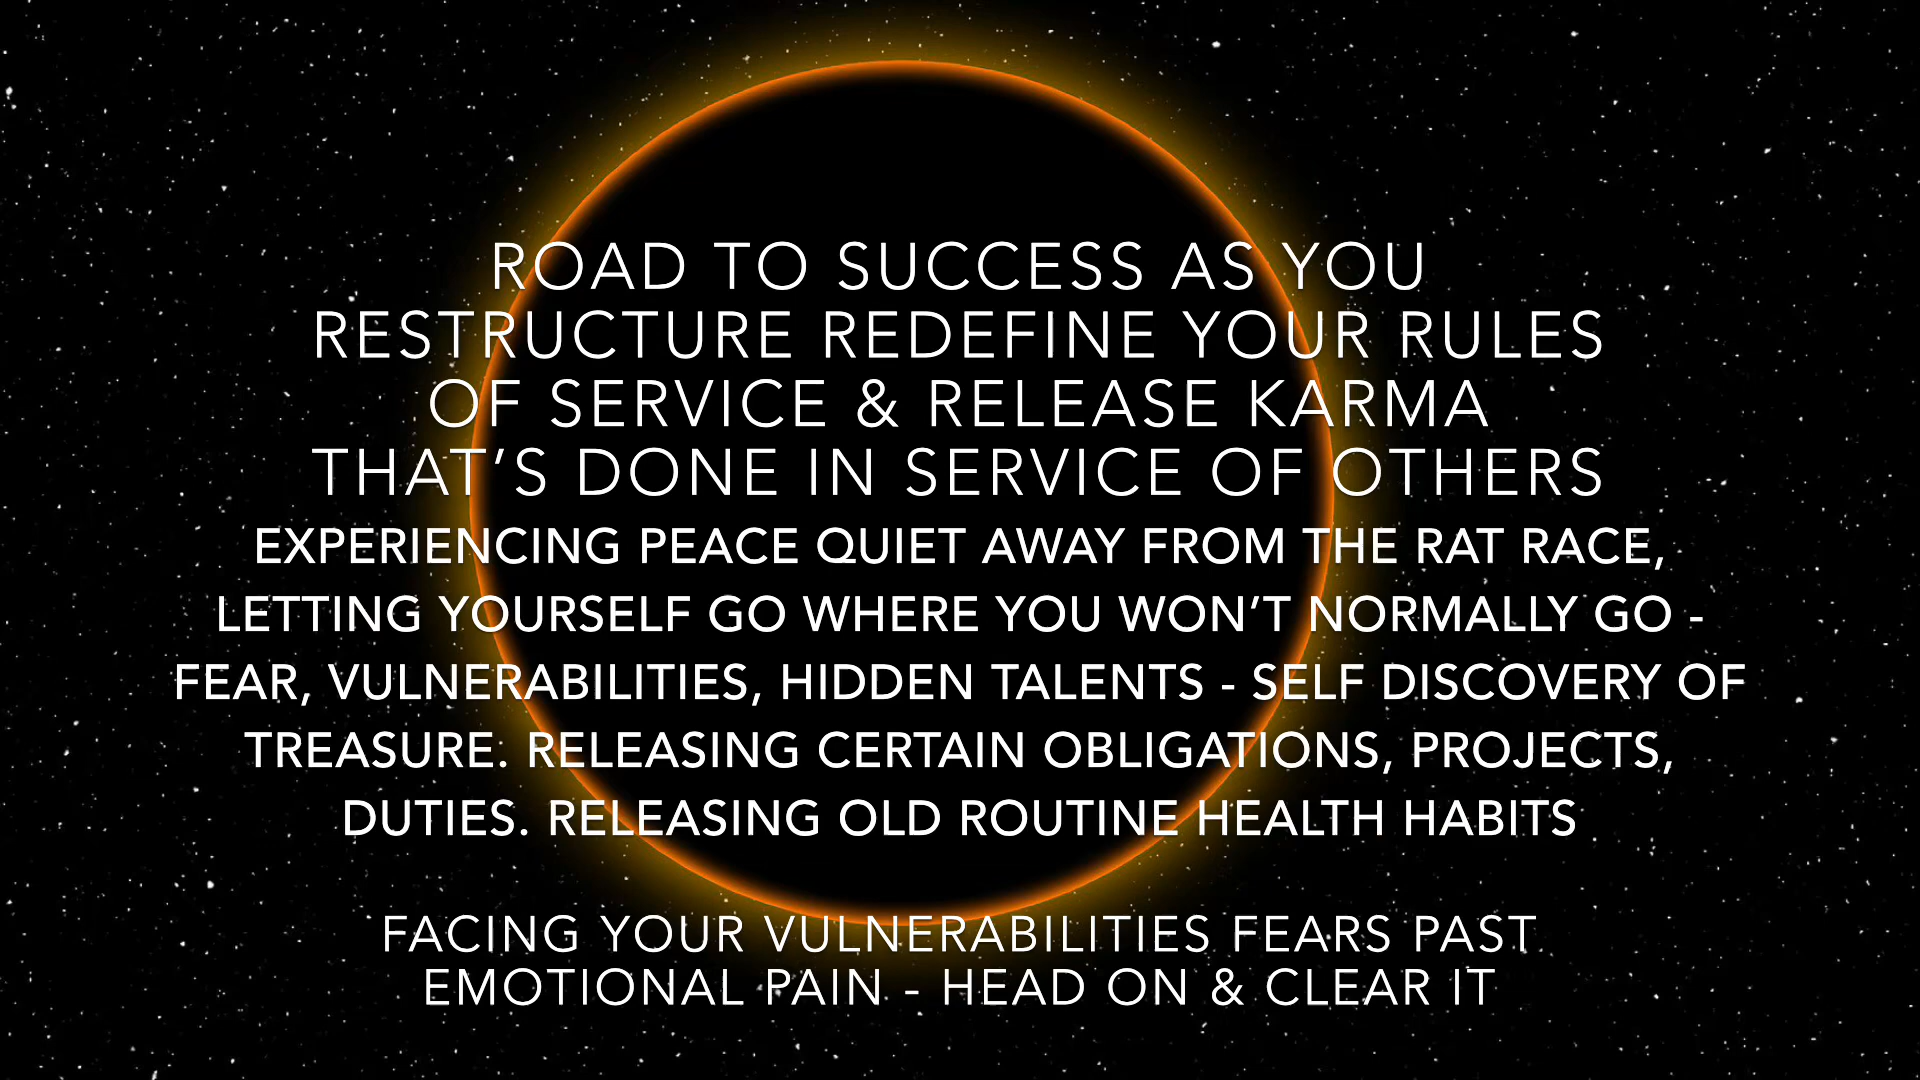 ROAD TO SUCCESS AS YOU
RESTRUCTURE REDEFINE YOUR RULES
OF SERVICE & RELEASE KARMA
THAT’S DONE IN SERVICE OF OTHERS
EXPERIENCING PEACE QUIET AWAY FROM THE RAT RACE,
LETTING YOURSELF GO WHERE YOU WON’T NORMALLY GO -
FEAR, VULNERABILITIES, HIDDEN TALENTS - SELF DISCOVERY OF
TREASURE. RELEASING CERTAIN OBLIGATIONS, PROJECTS,
DUTIES. RELEASING OLD ROUTINE HEALTH HABITS
FACING YOUR VULNERABILITIES FEARS PAST
EMOTIONAL PAIN - HEAD ON & CLEAR IT